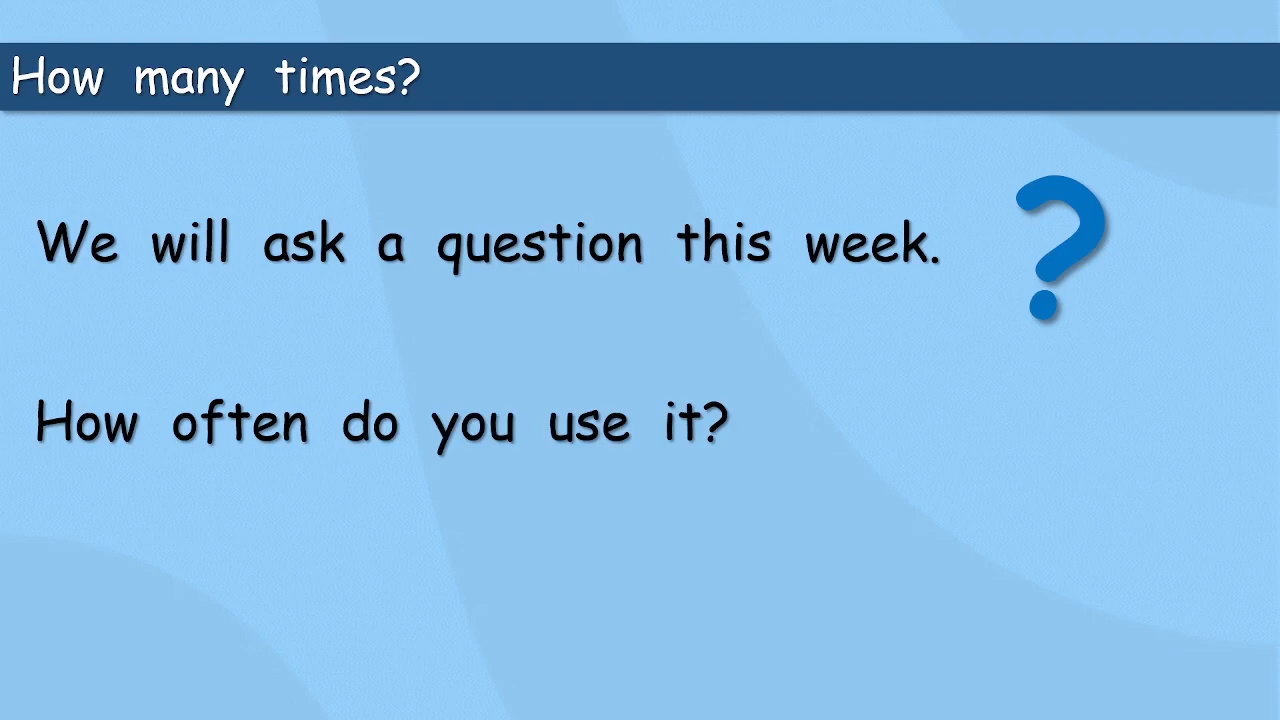 How many times?
We will ask a question this week.
?
How often do you use it?